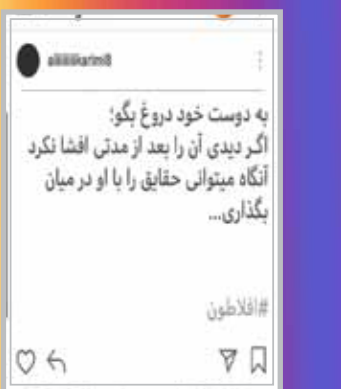 aliiiiiikarimi8
به دوست خود دروغ بگو؛
اگر دیدی آن را بعد از مدتی افشا نکرد
آنگاه میتوانی حقایق را با او در میان
بگذاری...
#افلاطون